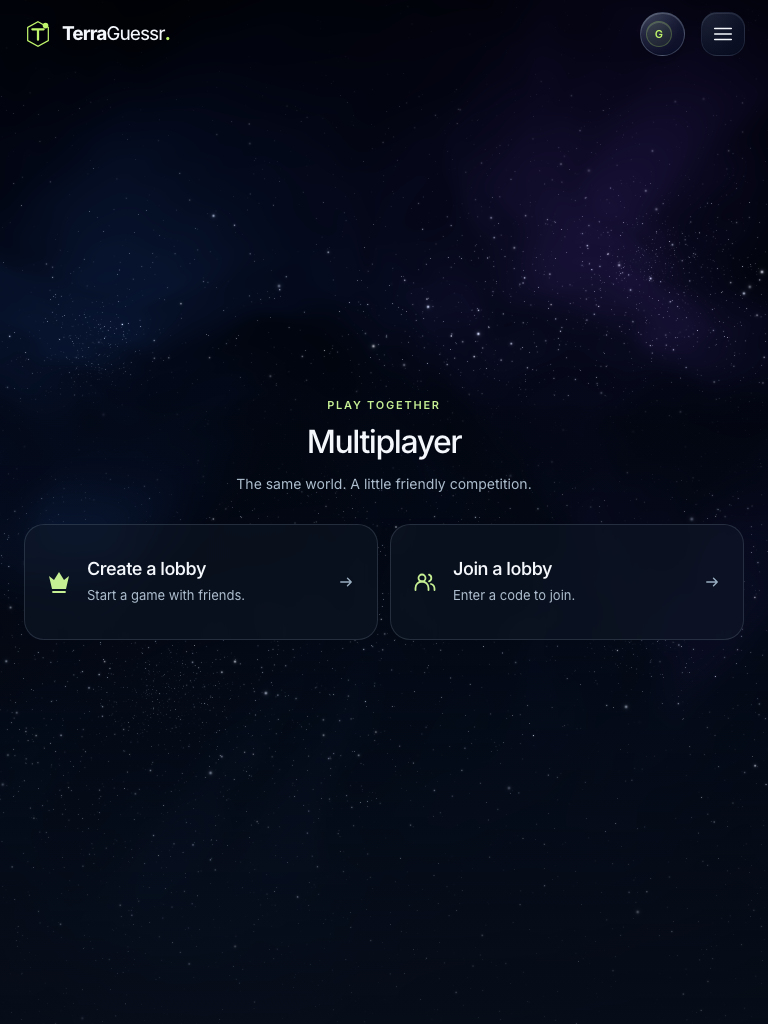 TerraGuessr.
G
PLAY TOGETHER
Multiplayer
The same world. A little friendly competition.
Create a lobby
Start a game with friends.
Join a lobby
Enter a code to join.